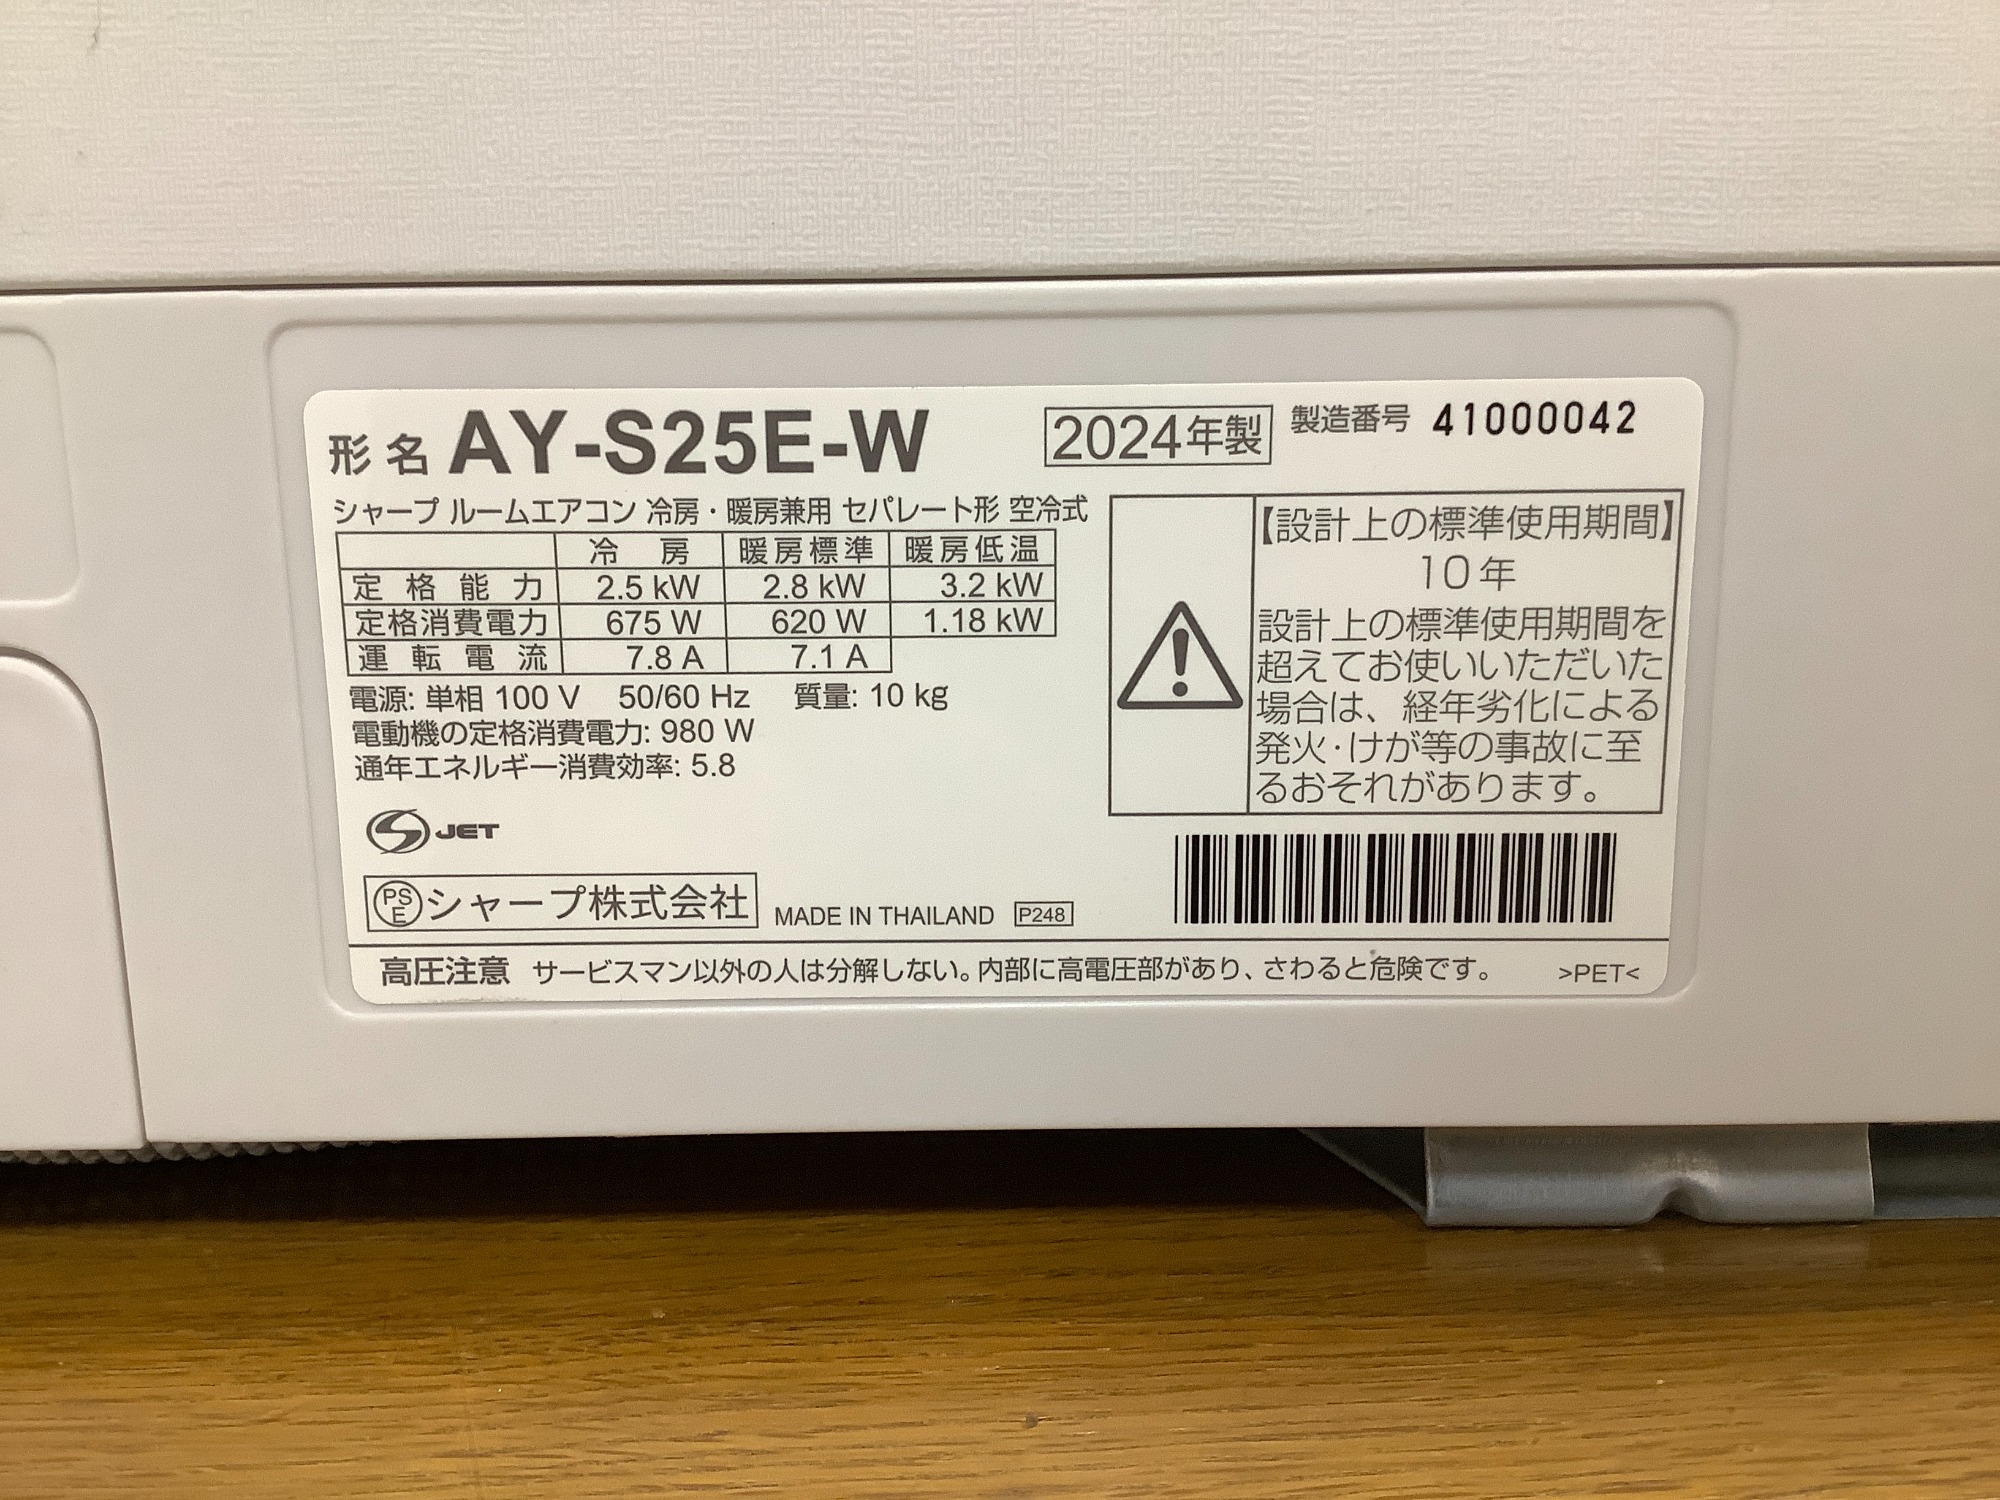 形名 AY-S25E-W
2024年製 製造番号 41000042
シャープ ルームエアコン 冷房・暖房兼用 セパレート形 空冷式
冷房 暖房標準 暖房低温
定格能力 2.5 kW 2.8 kW 3.2 kW
定格消費電力 675 W 620 W 1.18 kW
運転電流 7.8 A 7.1 A
電源: 単相 100 V 50/60 Hz 質量: 10 kg
電動機の定格消費電力: 980 W
通年エネルギー消費効率: 5.8
【設計上の標準使用期間】
10年
設計上の標準使用期間を
超えてお使いいただいた
場合は、経年劣化による
発火・けが等の事故に至
るおそれがあります。
S JET
PSE シャープ株式会社 MADE IN THAILAND P248
高圧注意 サービスマン以外の人は分解しない。内部に高電圧部があり、さわると危険です。 >PET<